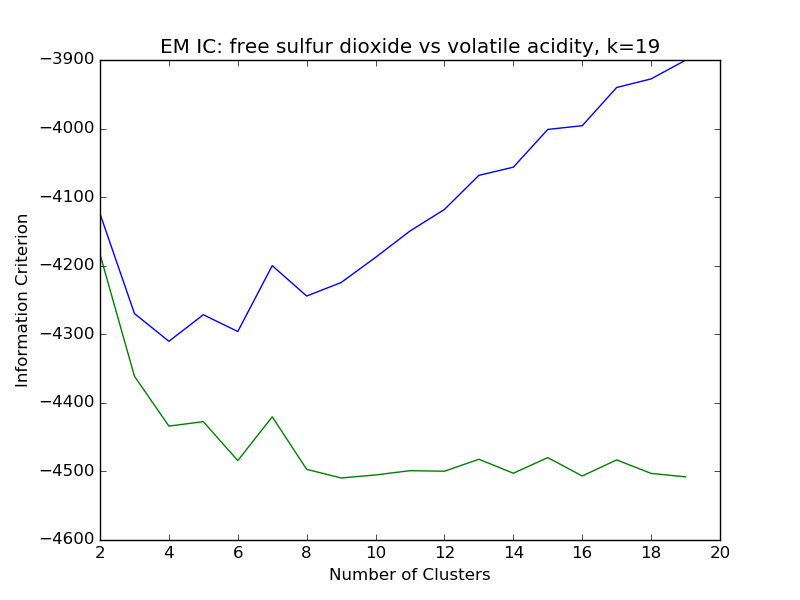 EM IC: free sulfur dioxide vs volatile acidity, k=19
−3900
−4000
−4100
−4200
−4300
−4400
−4500
−4600
Information Criterion
2 4 6 8 10 12 14 16 18 20
Number of Clusters